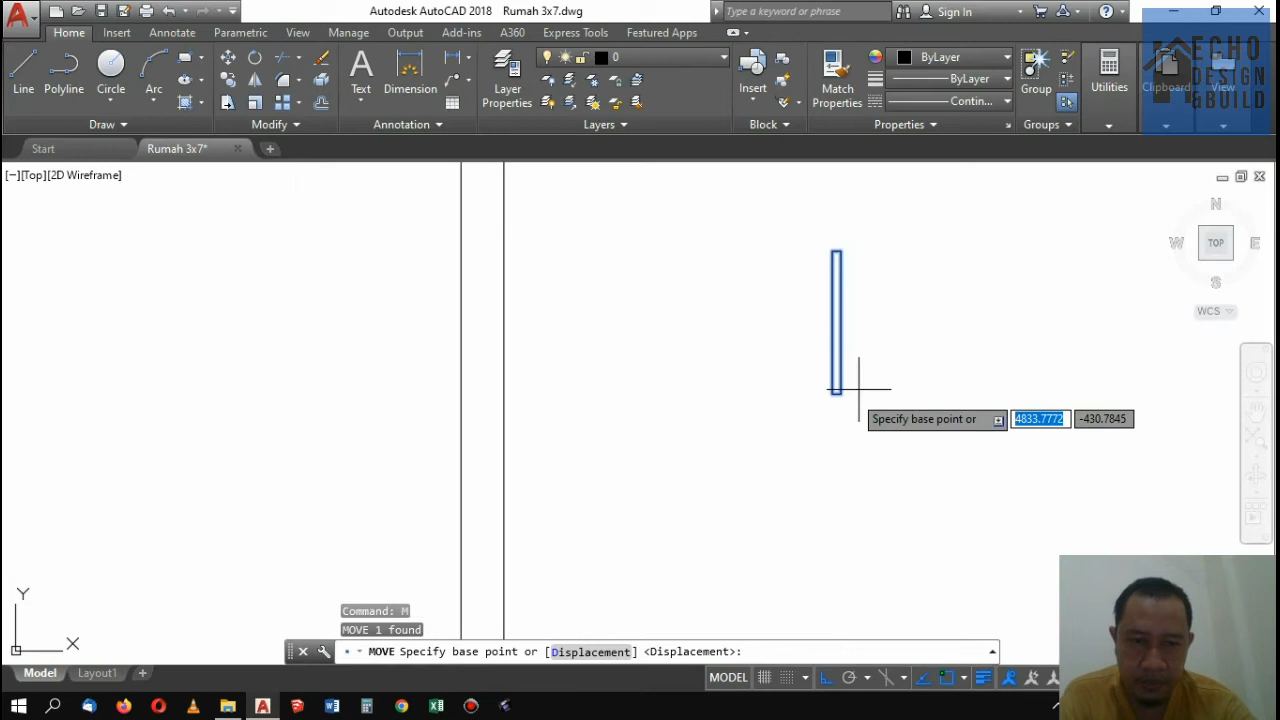 Autodesk AutoCAD 2018 Rumah 3x7.dwg
Type a keyword or phrase
Sign In
Home Insert Annotate Parametric View Manage Output Add-ins A360 Express Tools Featured Apps
ECHO
DESIGN
&BUILD
Line Polyline Circle Arc
Text Dimension
Layer
Properties
0
Insert
Match
Properties
ByLayer
ByLayer
Contin...
Group
Utilities
Clipboard
View
Draw Modify Annotation Layers Block Properties Groups
Start Rumah 3x7*
[−][Top][2D Wireframe]
N
W TOP E
S
WCS
Specify base point or 4833.7772 -430.7845
Y
X
Command: M
MOVE 1 found
MOVE Specify base point or [Displacement] <Displacement>:
Model Layout1
MODEL